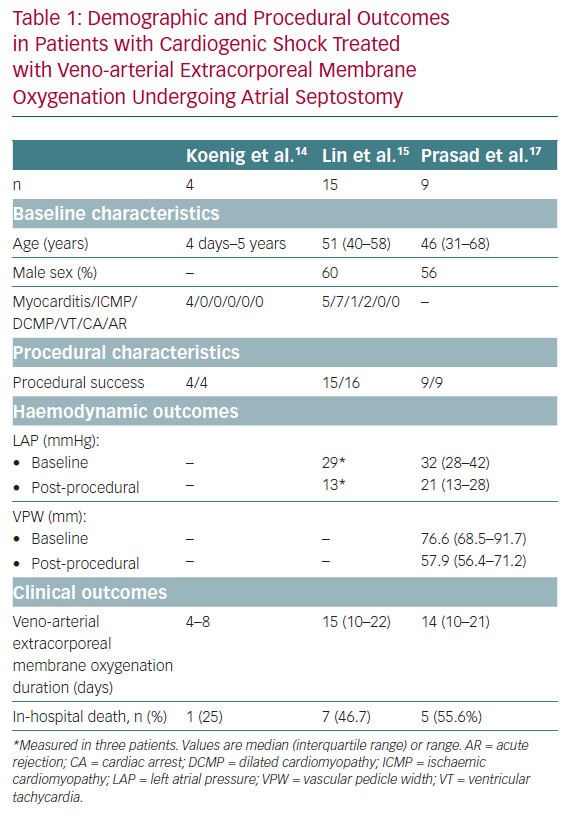 Table 1: Demographic and Procedural Outcomes
in Patients with Cardiogenic Shock Treated
with Veno-arterial Extracorporeal Membrane
Oxygenation Undergoing Atrial Septostomy
Koenig et al.14 Lin et al.15 Prasad et al.17
n 4 15 9
Baseline characteristics
Age (years) 4 days–5 years 51 (40–58) 46 (31–68)
Male sex (%) – 60 56
Myocarditis/ICMP/ 4/0/0/0/0/0 5/7/1/2/0/0 –
DCMP/VT/CA/AR
Procedural characteristics
Procedural success 4/4 15/16 9/9
Haemodynamic outcomes
LAP (mmHg):
• Baseline – 29* 32 (28–42)
• Post-procedural – 13* 21 (13–28)
VPW (mm):
• Baseline – – 76.6 (68.5–91.7)
• Post-procedural – – 57.9 (56.4–71.2)
Clinical outcomes
Veno-arterial 4–8 15 (10–22) 14 (10–21)
extracorporeal
membrane oxygenation
duration (days)
In-hospital death, n (%) 1 (25) 7 (46.7) 5 (55.6%)
*Measured in three patients. Values are median (interquartile range) or range. AR = acute
rejection; CA = cardiac arrest; DCMP = dilated cardiomyopathy; ICMP = ischaemic
cardiomyopathy; LAP = left atrial pressure; VPW = vascular pedicle width; VT = ventricular
tachycardia.